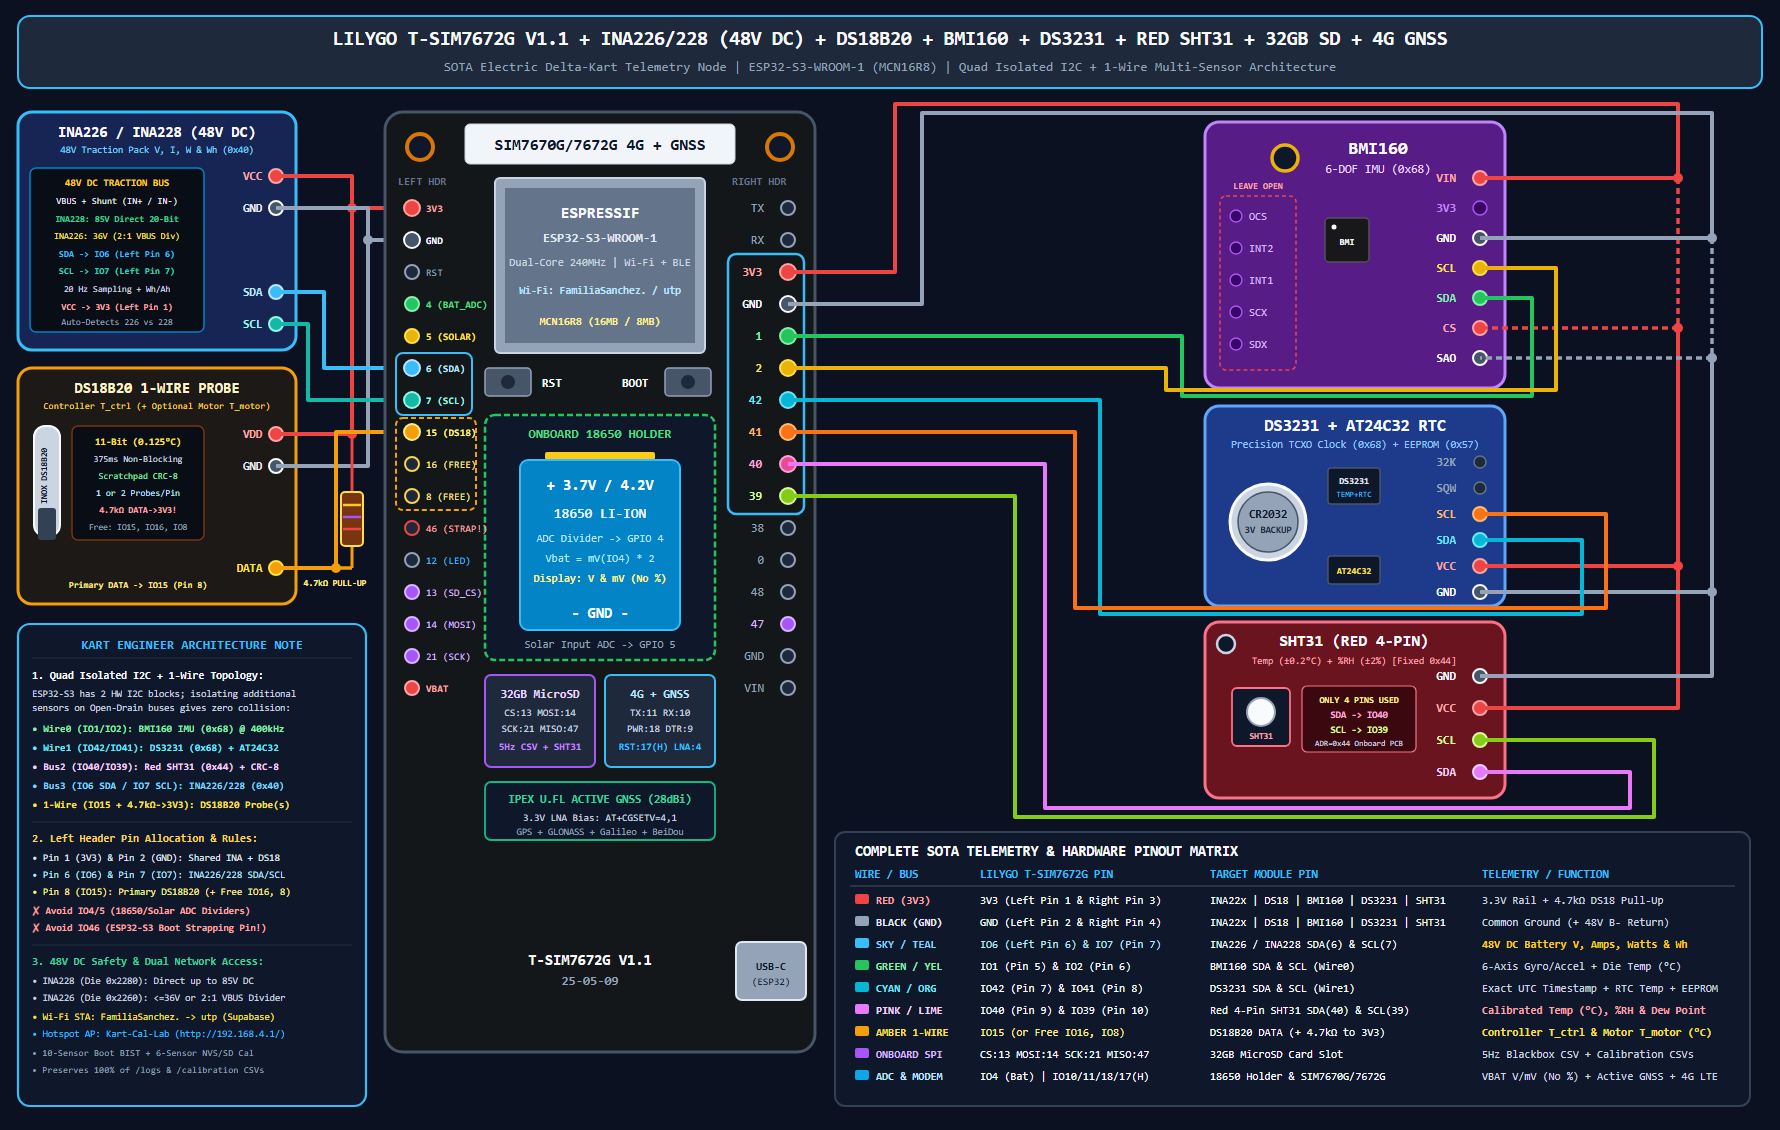 LILYGO T-SIM7672G V1.1 + INA226/228 (48V DC) + DS18B20 + BMI160 + DS3231 + RED SHT31 + 32GB SD + 4G GNSS
SOTA Electric Delta-Kart Telemetry Node | ESP32-S3-WROOM-1 (MCN16R8) | Quad Isolated I2C + 1-Wire Multi-Sensor Architecture
INA226 / INA228 (48V DC)
48V Traction Pack V, I, W & Wh (0x40)
48V DC TRACTION BUS
VBUS + Shunt (IN+ / IN-)
INA228: 85V Direct 20-Bit
INA226: 36V (2:1 VBUS Div)
SDA -> IO6 (Left Pin 6)
SCL -> IO7 (Left Pin 7)
20 Hz Sampling + Wh/Ah
VCC -> 3V3 (Left Pin 1)
Auto-Detects 226 vs 228
VCC
GND
SDA
SCL
DS18B20 1-WIRE PROBE
Controller T_ctrl (+ Optional Motor T_motor)
INOX DS18B20
11-Bit (0.125°C)
375ms Non-Blocking
Scratchpad CRC-8
1 or 2 Probes/Pin
4.7kΩ DATA->3V3!
Free: IO15, IO16, IO8
VDD
GND
DATA
Primary DATA -> IO15 (Pin 8)
4.7kΩ PULL-UP
KART ENGINEER ARCHITECTURE NOTE
1. Quad Isolated I2C + 1-Wire Topology:
ESP32-S3 has 2 HW I2C blocks; isolating additional
sensors on Open-Drain buses gives zero collision:
• Wire0 (IO1/IO2): BMI160 IMU (0x68) @ 400kHz
• Wire1 (IO42/IO41): DS3231 (0x68) + AT24C32
• Bus2 (IO40/IO39): Red SHT31 (0x44) + CRC-8
• Bus3 (IO6 SDA / IO7 SCL): INA226/228 (0x40)
• 1-Wire (IO15 + 4.7kΩ->3V3): DS18B20 Probe(s)
2. Left Header Pin Allocation & Rules:
• Pin 1 (3V3) & Pin 2 (GND): Shared INA + DS18
• Pin 6 (IO6) & Pin 7 (IO7): INA226/228 SDA/SCL
• Pin 8 (IO15): Primary DS18B20 (+ Free IO16, 8)
✗ Avoid IO4/5 (18650/Solar ADC Dividers)
✗ Avoid IO46 (ESP32-S3 Boot Strapping Pin!)
3. 48V DC Safety & Dual Network Access:
• INA228 (Die 0x2280): Direct up to 85V DC
• INA226 (Die 0x2260): <=36V or 2:1 VBUS Divider
• Wi-Fi STA: FamiliaSanchez. -> utp (Supabase)
• Hotspot AP: Kart-Cal-Lab (http://192.168.4.1/)
• 10-Sensor Boot BIST + 6-Sensor NVS/SD Cal
• Preserves 100% of /logs & /calibration CSVs
SIM7670G/7672G 4G + GNSS
LEFT HDR
RIGHT HDR
3V3
GND
RST
4 (BAT_ADC)
5 (SOLAR)
6 (SDA)
7 (SCL)
15 (DS18)
16 (FREE)
8 (FREE)
46 (STRAP!)
12 (LED)
13 (SD_CS)
14 (MOSI)
21 (SCK)
VBAT
ESPRESSIF
ESP32-S3-WROOM-1
Dual-Core 240MHz | Wi-Fi + BLE
Wi-Fi: FamiliaSanchez. / utp
MCN16R8 (16MB / 8MB)
RST
BOOT
ONBOARD 18650 HOLDER
+ 3.7V / 4.2V
18650 LI-ION
ADC Divider -> GPIO 4
Vbat = mV(IO4) * 2
Display: V & mV (No %)
- GND -
Solar Input ADC -> GPIO 5
32GB MicroSD
CS:13 MOSI:14
SCK:21 MISO:47
5Hz CSV + SHT31
4G + GNSS
TX:11 RX:10
PWR:18 DTR:9
RST:17(H) LNA:4
IPEX U.FL ACTIVE GNSS (28dBi)
3.3V LNA Bias: AT+CGSETV=4,1
GPS + GLONASS + Galileo + BeiDou
T-SIM7672G V1.1
25-05-09
USB-C
(ESP32)
TX
RX
3V3
GND
1
2
42
41
40
39
38
0
48
47
GND
VIN
BMI160
6-DOF IMU (0x68)
LEAVE OPEN
OCS
INT2
INT1
SCX
SDX
BMI
VIN
3V3
GND
SCL
SDA
CS
SAO
DS3231 + AT24C32 RTC
Precision TCXO Clock (0x68) + EEPROM (0x57)
CR2032
3V BACKUP
DS3231
TEMP+RTC
AT24C32
32K
SQW
SCL
SDA
VCC
GND
SHT31 (RED 4-PIN)
Temp (±0.2°C) + %RH (±2%) [Fixed 0x44]
SHT31
ONLY 4 PINS USED
SDA -> IO40
SCL -> IO39
ADR=0x44 Onboard PCB
GND
VCC
SCL
SDA
COMPLETE SOTA TELEMETRY & HARDWARE PINOUT MATRIX
WIRE / BUS LILYGO T-SIM7672G PIN TARGET MODULE PIN TELEMETRY / FUNCTION
RED (3V3) 3V3 (Left Pin 1 & Right Pin 3) INA22x | DS18 | BMI160 | DS3231 | SHT31 3.3V Rail + 4.7kΩ DS18 Pull-Up
BLACK (GND) GND (Left Pin 2 & Right Pin 4) INA22x | DS18 | BMI160 | DS3231 | SHT31 Common Ground (+ 48V B- Return)
SKY / TEAL IO6 (Left Pin 6) & IO7 (Pin 7) INA226 / INA228 SDA(6) & SCL(7) 48V DC Battery V, Amps, Watts & Wh
GREEN / YEL IO1 (Pin 5) & IO2 (Pin 6) BMI160 SDA & SCL (Wire0) 6-Axis Gyro/Accel + Die Temp (°C)
CYAN / ORG IO42 (Pin 7) & IO41 (Pin 8) DS3231 SDA & SCL (Wire1) Exact UTC Timestamp + RTC Temp + EEPROM
PINK / LIME IO40 (Pin 9) & IO39 (Pin 10) Red 4-Pin SHT31 SDA(40) & SCL(39) Calibrated Temp (°C), %RH & Dew Point
AMBER 1-WIRE IO15 (or Free IO16, IO8) DS18B20 DATA (+ 4.7kΩ to 3V3) Controller T_ctrl & Motor T_motor (°C)
ONBOARD SPI CS:13 MOSI:14 SCK:21 MISO:47 32GB MicroSD Card Slot 5Hz Blackbox CSV + Calibration CSVs
ADC & MODEM IO4 (Bat) | IO10/11/18/17(H) 18650 Holder & SIM7670G/7672G VBAT V/mV (No %) + Active GNSS + 4G LTE